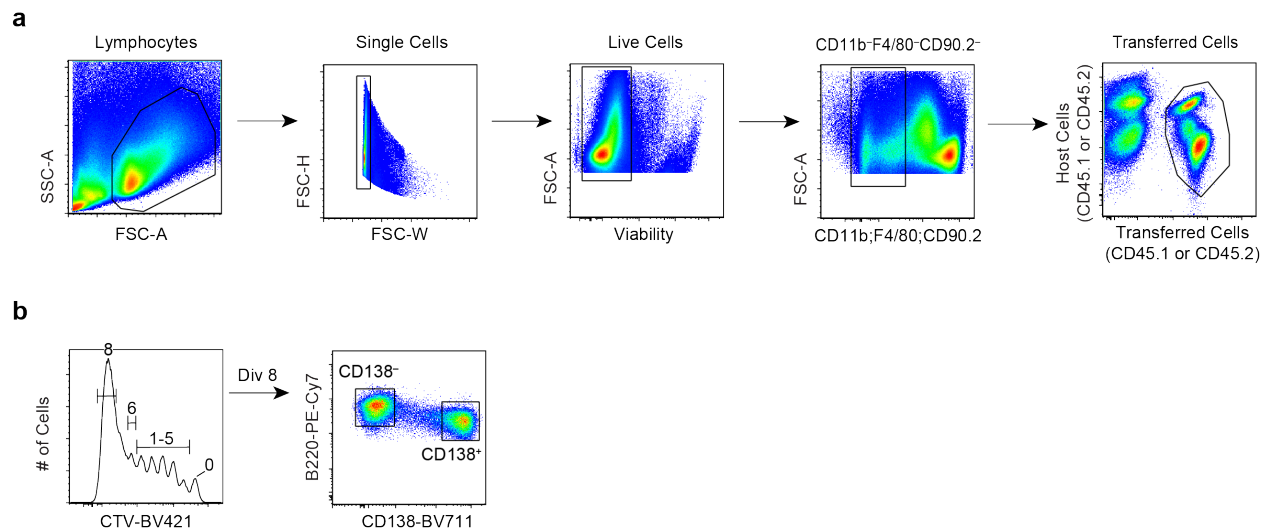 a
Lymphocytes
SSC-A
FSC-A
Single Cells
FSC-H
FSC-W
Live Cells
FSC-A
Viability
CD11b⁻F4/80⁻CD90.2⁻
FSC-A
CD11b;F4/80;CD90.2
Transferred Cells
Host Cells
(CD45.1 or CD45.2)
Transferred Cells
(CD45.1 or CD45.2)
b
8
6
1-5
0
# of Cells
CTV-BV421
Div 8
CD138⁻
CD138⁺
B220-PE-Cy7
CD138-BV711